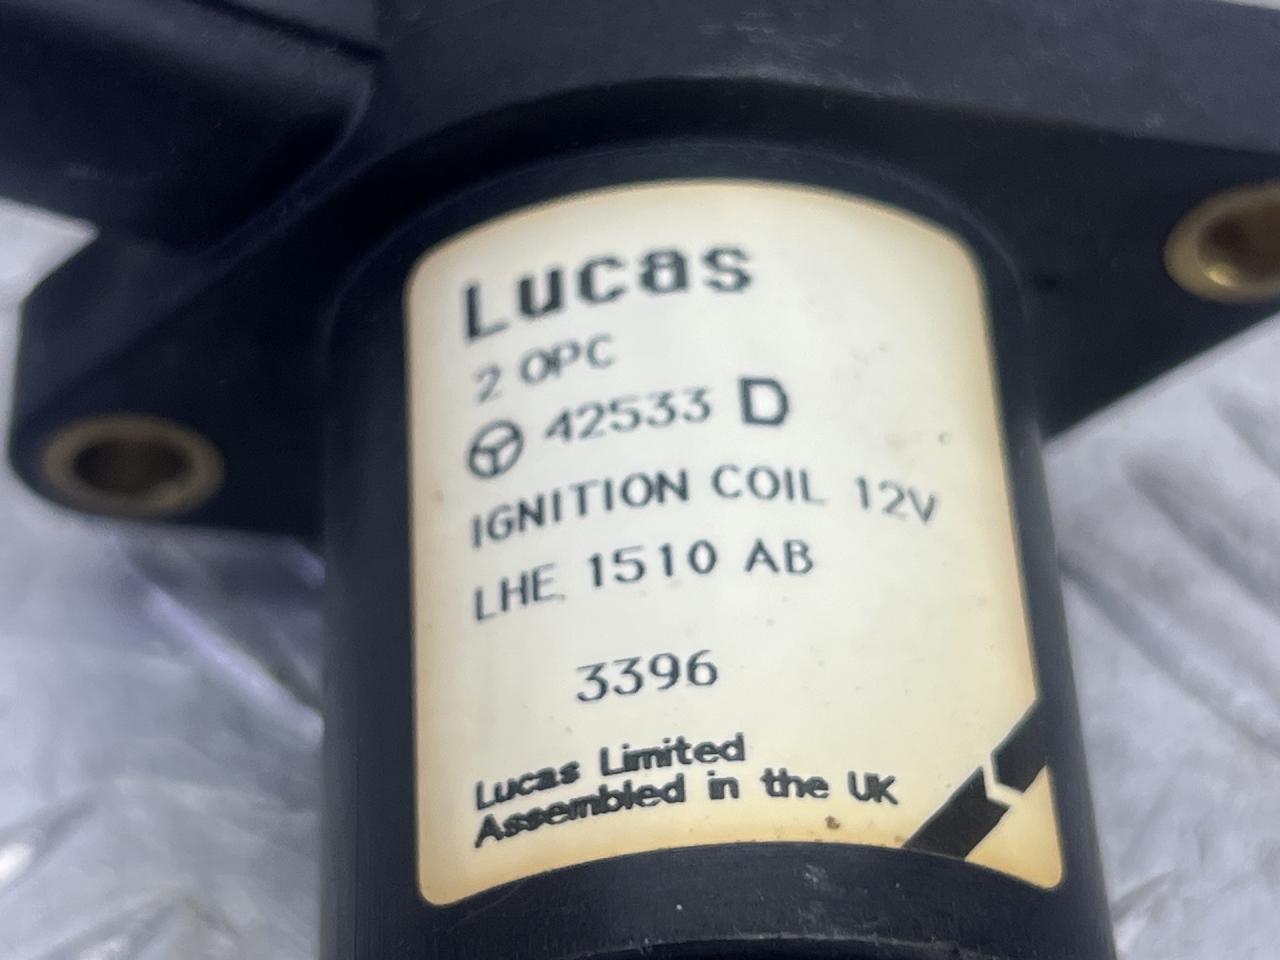 Lucas
2 OPC
42533 D
IGNITION COIL 12V
LHE 1510 AB
3396
Lucas Limited
Assembled in the UK